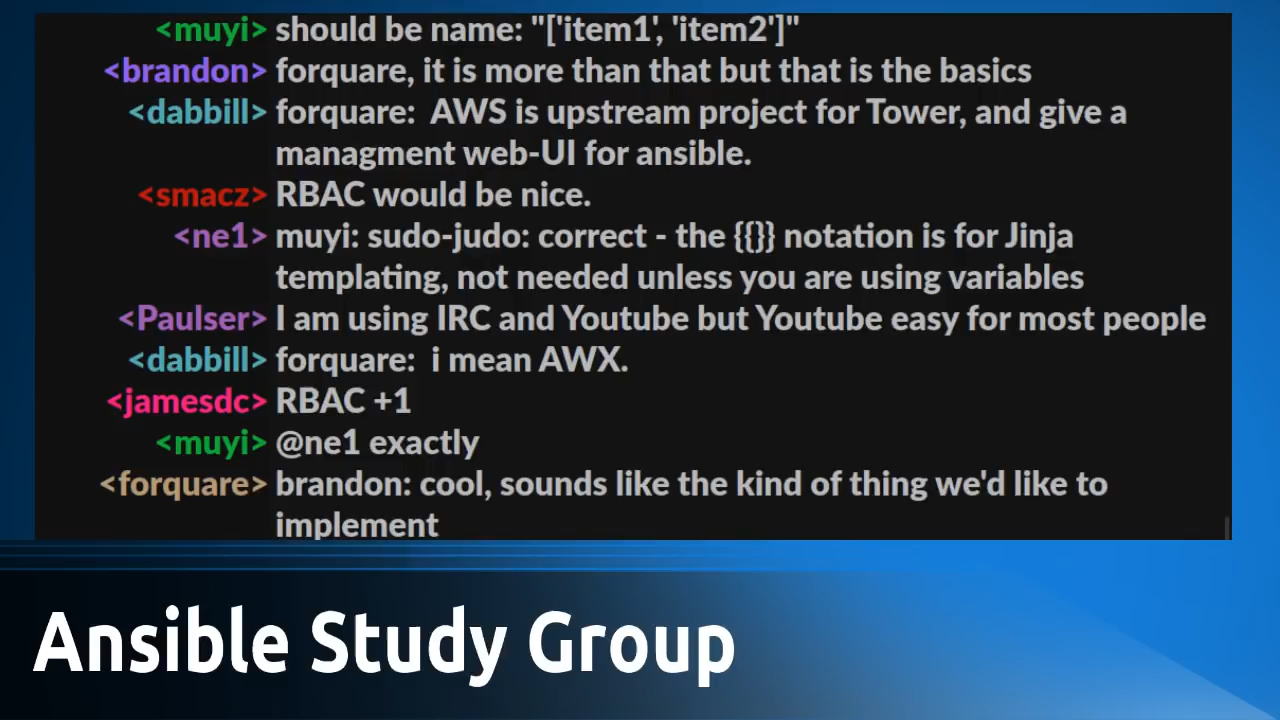 <muyi> should be name: "['item1', 'item2']"
<brandon> forquare, it is more than that but that is the basics
<dabbill> forquare:  AWS is upstream project for Tower, and give a
managment web-UI for ansible.
<smacz> RBAC would be nice.
<ne1> muyi: sudo-judo: correct - the {{}} notation is for Jinja
templating, not needed unless you are using variables
<Paulser> I am using IRC and Youtube but Youtube easy for most people
<dabbill> forquare:  i mean AWX.
<jamesdc> RBAC +1
<muyi> @ne1 exactly
<forquare> brandon: cool, sounds like the kind of thing we'd like to
implement
Ansible Study Group